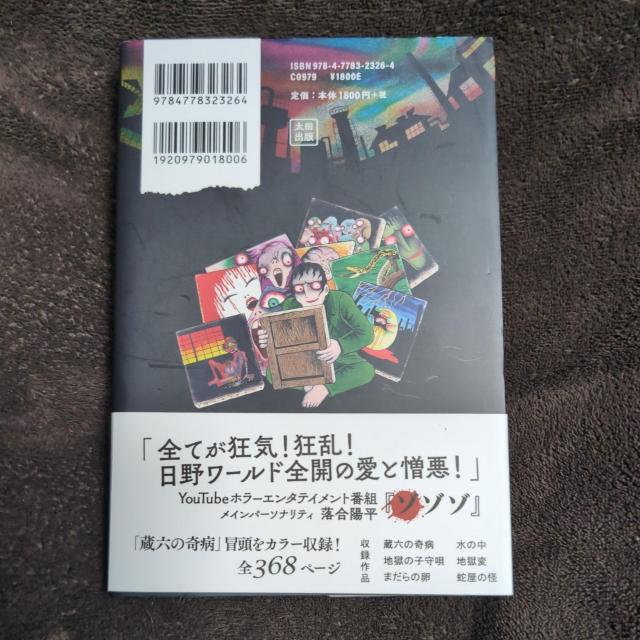 ISBN978-4-7783-2326-4
C0979 ¥1800E
定価：本体1800円＋税
9784778323264
太田
出版
1920979018006
「全てが狂気！狂乱！
日野ワールド全開の愛と憎悪！」
YouTubeホラーエンタテイメント番組
メインパーソナリティ 落合陽平『ゾゾゾ』
「蔵六の奇病」冒頭をカラー収録！
全368ページ
収録作品
蔵六の奇病
地獄の子守唄
まだらの卵
水の中
地獄変
蛇屋の怪